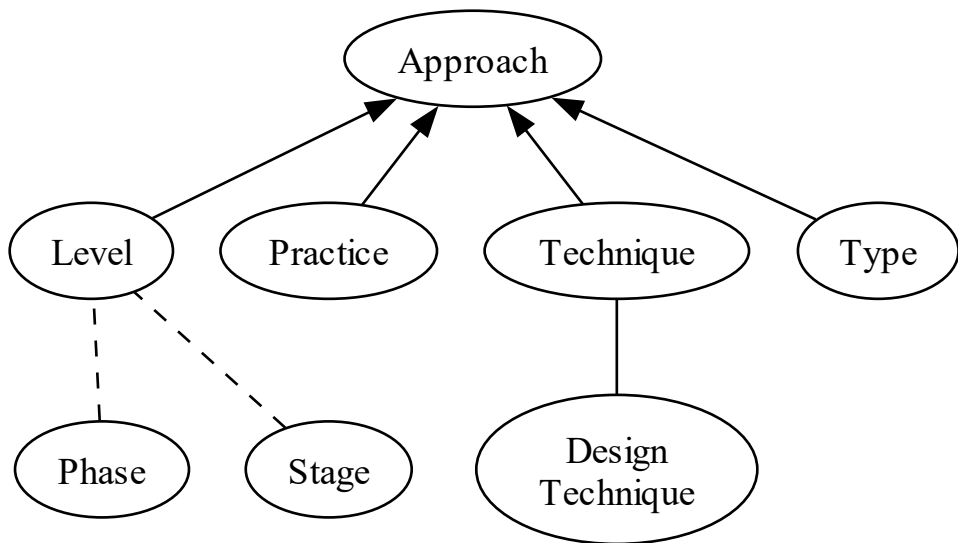 Approach
Level
Practice
Technique
Type
Phase
Stage
Design
Technique